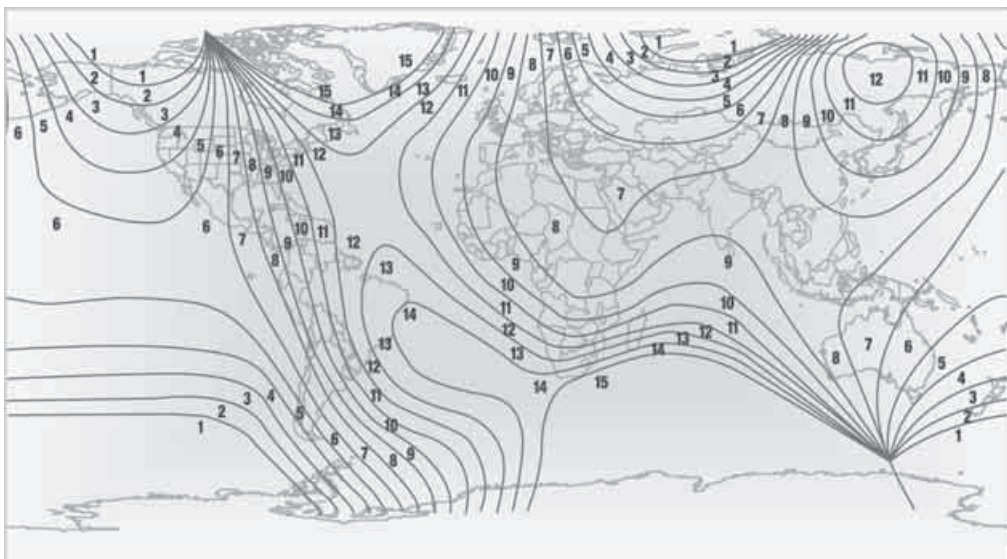 1 15 7 6 5 4 3 2 1
2 1 10 9 8 2 12 11 10 9 8
3 2 15 14 13 11 3
4 3 14 12 4 11
6 5 4 13 5 10
5 6 7 8 9 10 11 12 6 7 8 9
6 6 7 8 9 10 11 12 8 7
13 9 9
14 10 10
13 12 11 12 13 11 12 13 14
12 13 14 15 8 7 6 5
11 4
4 3 2 1 5 6 7 8 9 10 3 2 1